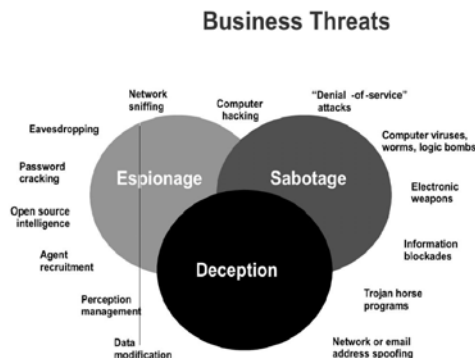 Business Threats
Network
sniffing
Computer
hacking
“Denial -of-service”
attacks
Eavesdropping
Computer viruses,
worms, logic bombs
Password
cracking
Espionage
Sabotage
Electronic
weapons
Open source
intelligence
Agent
recruitment
Information
blockades
Deception
Perception
management
Trojan horse
programs
Data
modification
Network or email
address spoofing